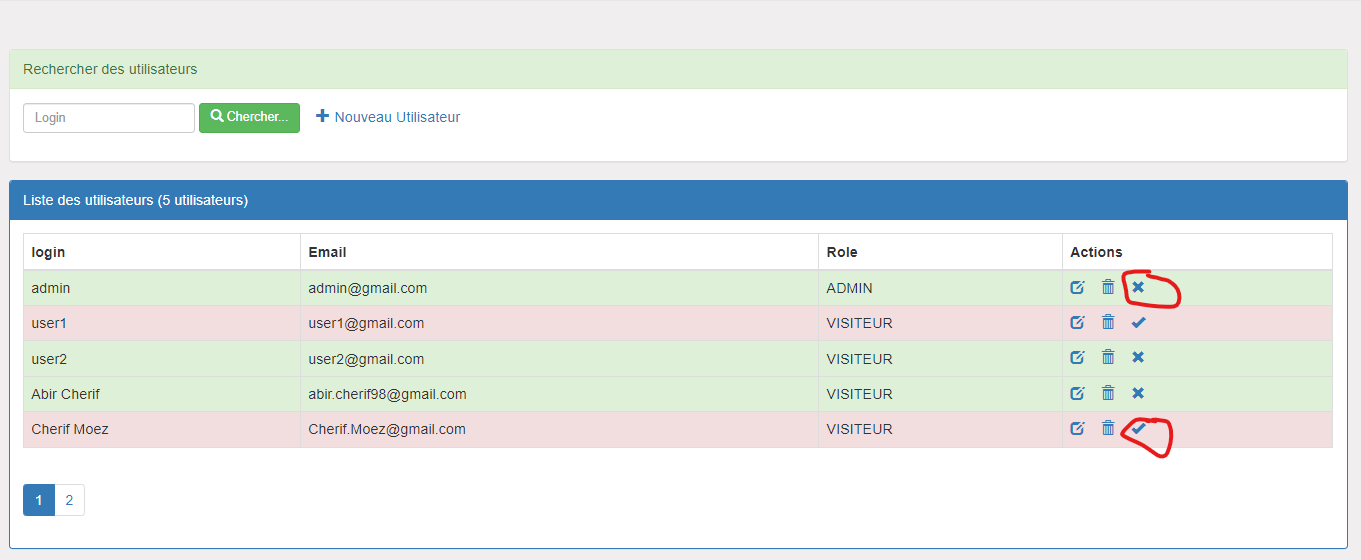 Rechercher des utilisateurs
Login Chercher... Nouveau Utilisateur
Liste des utilisateurs (5 utilisateurs)
login Email Role Actions
admin admin@gmail.com ADMIN
user1 user1@gmail.com VISITEUR
user2 user2@gmail.com VISITEUR
Abir Cherif abir.cherif98@gmail.com VISITEUR
Cherif Moez Cherif.Moez@gmail.com VISITEUR
1 2